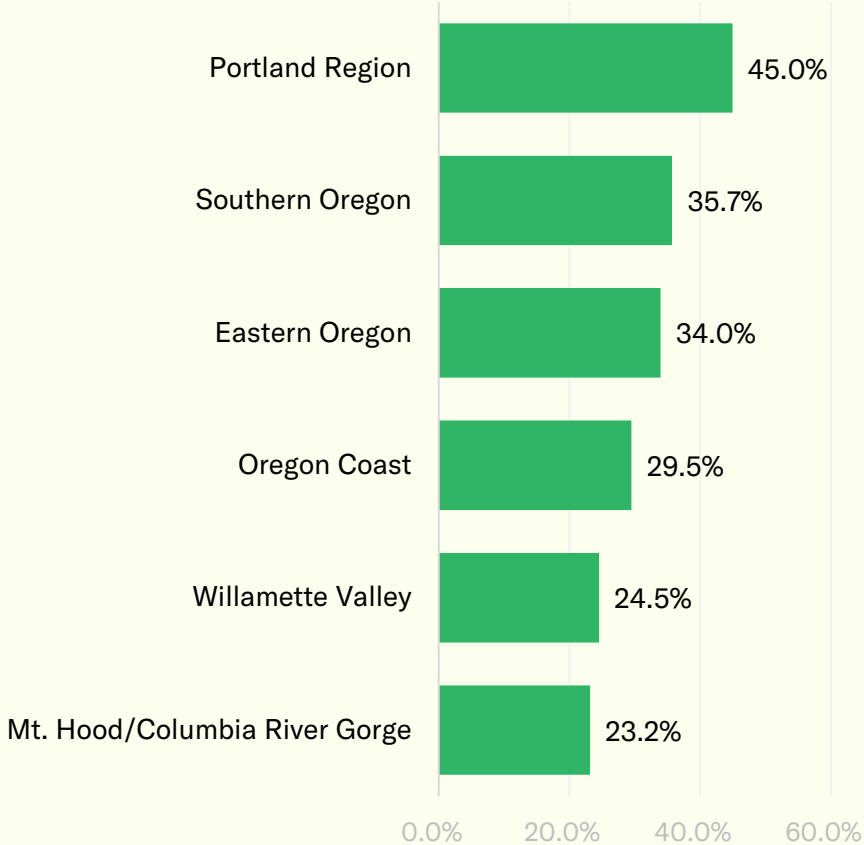 Portland Region 45.0%
Southern Oregon 35.7%
Eastern Oregon 34.0%
Oregon Coast 29.5%
Willamette Valley 24.5%
Mt. Hood/Columbia River Gorge 23.2%
0.0% 20.0% 40.0% 60.0%